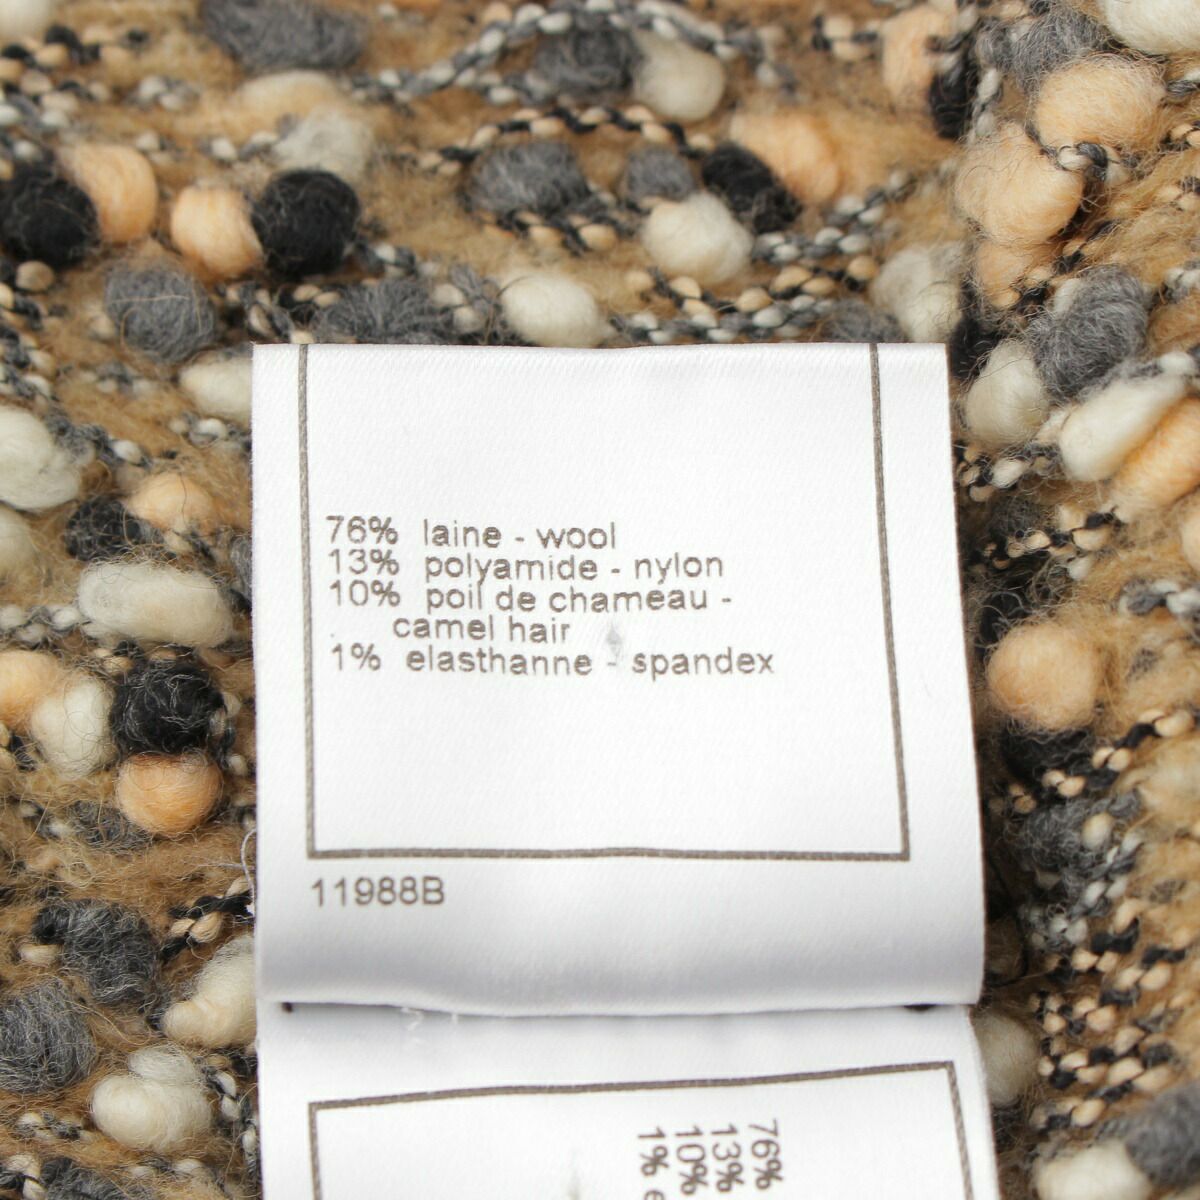 76% laine - wool
13% polyamide - nylon
10% poil de chameau -
camel hair
1% elasthanne - spandex
11988B
76%
13%
10%
1% e